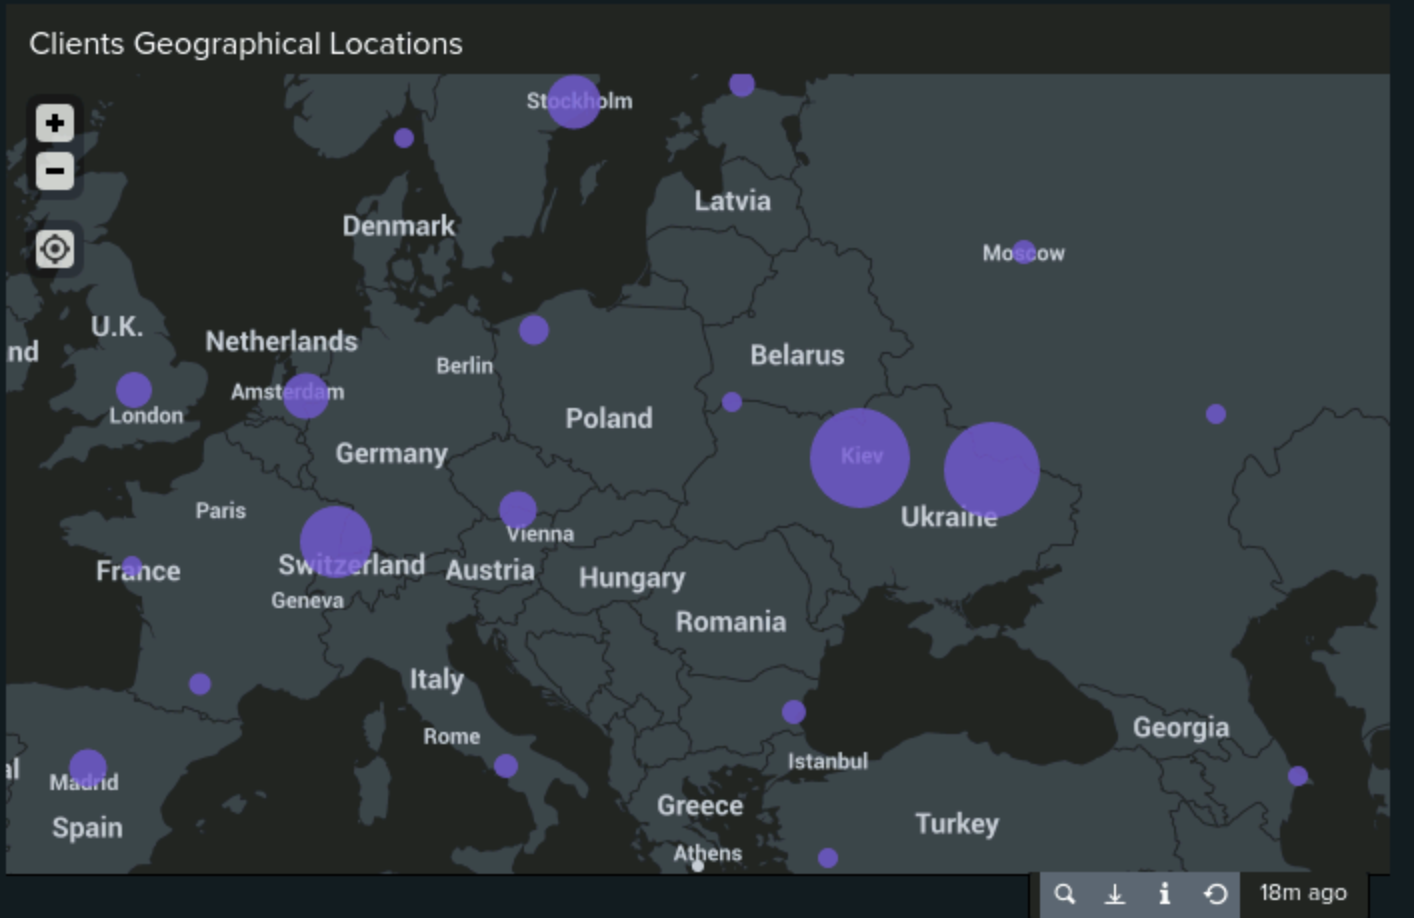 Clients Geographical Locations
+
−
Stockholm
Latvia
Denmark
Moscow
U.K.
Netherlands
nd
Belarus
Berlin
Amsterdam
London
Poland
Germany
Kiev
Paris
Ukraine
Vienna
Switzerland
France
Austria
Hungary
Geneva
Romania
Italy
Georgia
Rome
Istanbul
al
Madrid
Greece
Spain
Turkey
Athens
18m ago